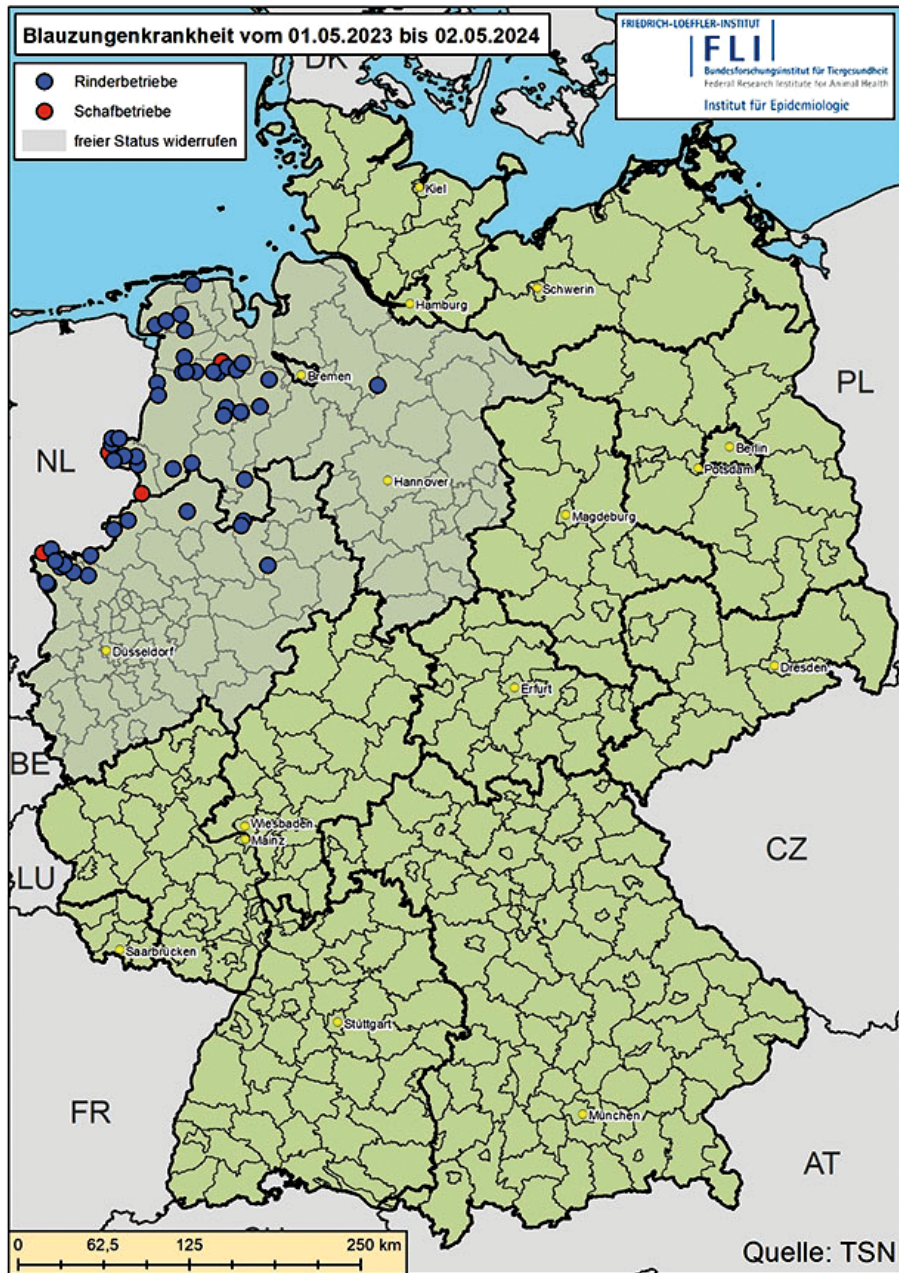 Blauzungenkrankheit vom 01.05.2023 bis 02.05.2024
FRIEDRICH-LOEFFLER-INSTITUT
FLI
Bundesforschungsinstitut für Tiergesundheit
Federal Research Institute for Animal Health
Institut für Epidemiologie
Rinderbetriebe
Schafbetriebe
freier Status widerrufen
DK
Kiel
Schwerin
Hamburg
Bremen
PL
Berlin
NL
Potsdam
Hannover
Magdeburg
Düsseldorf
Dresden
Erfurt
BE
Wiesbaden
Mainz
CZ
LU
Saarbrücken
Stuttgart
FR
München
AT
0 62,5 125 250 km
Quelle: TSN